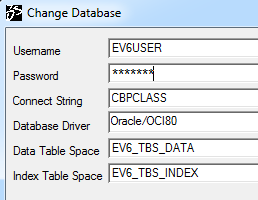 Change Database
Username EV6USER
Password *******
Connect String CBPCLASS
Database Driver Oracle/OCI80
Data Table Space EV6_TBS_DATA
Index Table Space EV6_TBS_INDEX